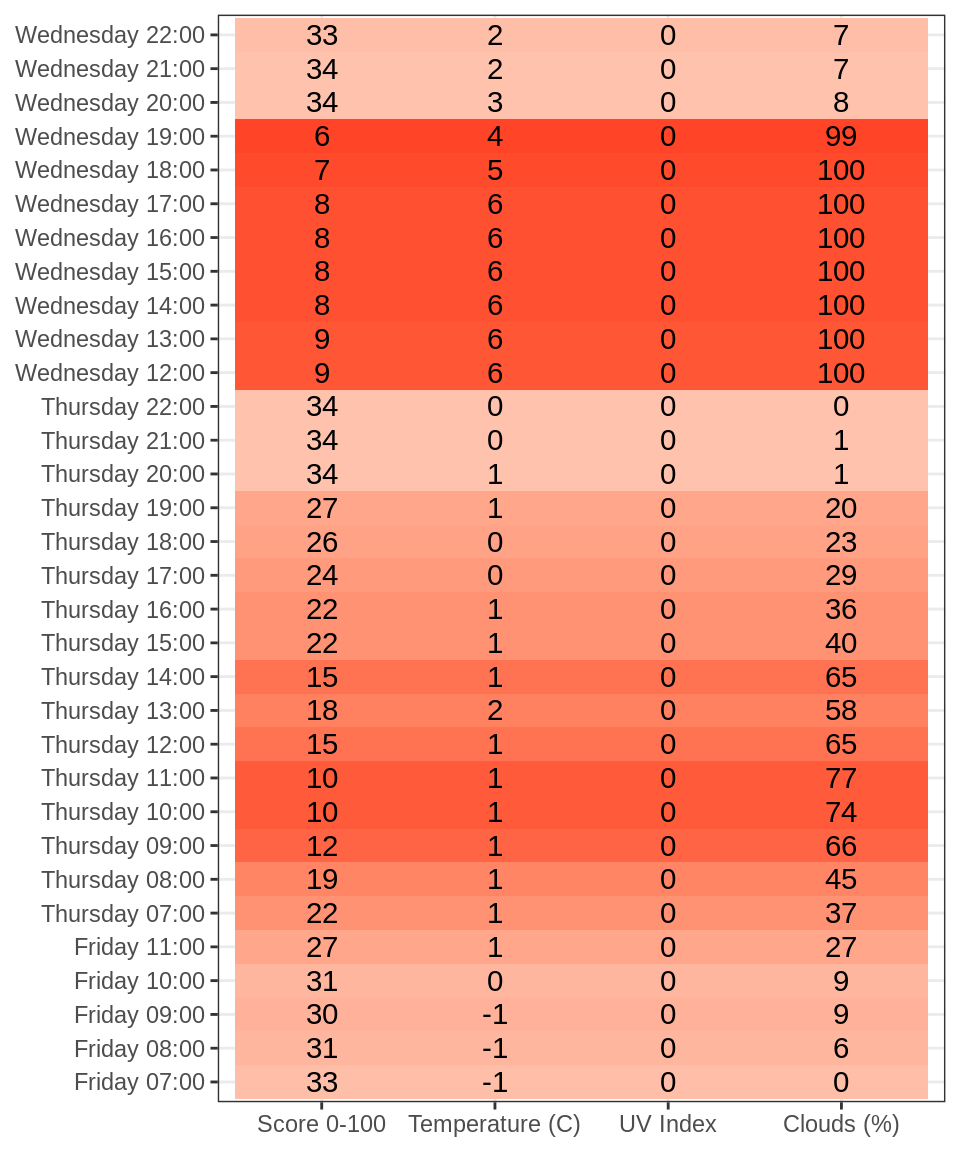 Wednesday 22:00 33 2 0 7
Wednesday 21:00 34 2 0 7
Wednesday 20:00 34 3 0 8
Wednesday 19:00 6 4 0 99
Wednesday 18:00 7 5 0 100
Wednesday 17:00 8 6 0 100
Wednesday 16:00 8 6 0 100
Wednesday 15:00 8 6 0 100
Wednesday 14:00 8 6 0 100
Wednesday 13:00 9 6 0 100
Wednesday 12:00 9 6 0 100
Thursday 22:00 34 0 0 0
Thursday 21:00 34 0 0 1
Thursday 20:00 34 1 0 1
Thursday 19:00 27 1 0 20
Thursday 18:00 26 0 0 23
Thursday 17:00 24 0 0 29
Thursday 16:00 22 1 0 36
Thursday 15:00 22 1 0 40
Thursday 14:00 15 1 0 65
Thursday 13:00 18 2 0 58
Thursday 12:00 15 1 0 65
Thursday 11:00 10 1 0 77
Thursday 10:00 10 1 0 74
Thursday 09:00 12 1 0 66
Thursday 08:00 19 1 0 45
Thursday 07:00 22 1 0 37
Friday 11:00 27 1 0 27
Friday 10:00 31 0 0 9
Friday 09:00 30 -1 0 9
Friday 08:00 31 -1 0 6
Friday 07:00 33 -1 0 0
Score 0-100 Temperature (C) UV Index Clouds (%)